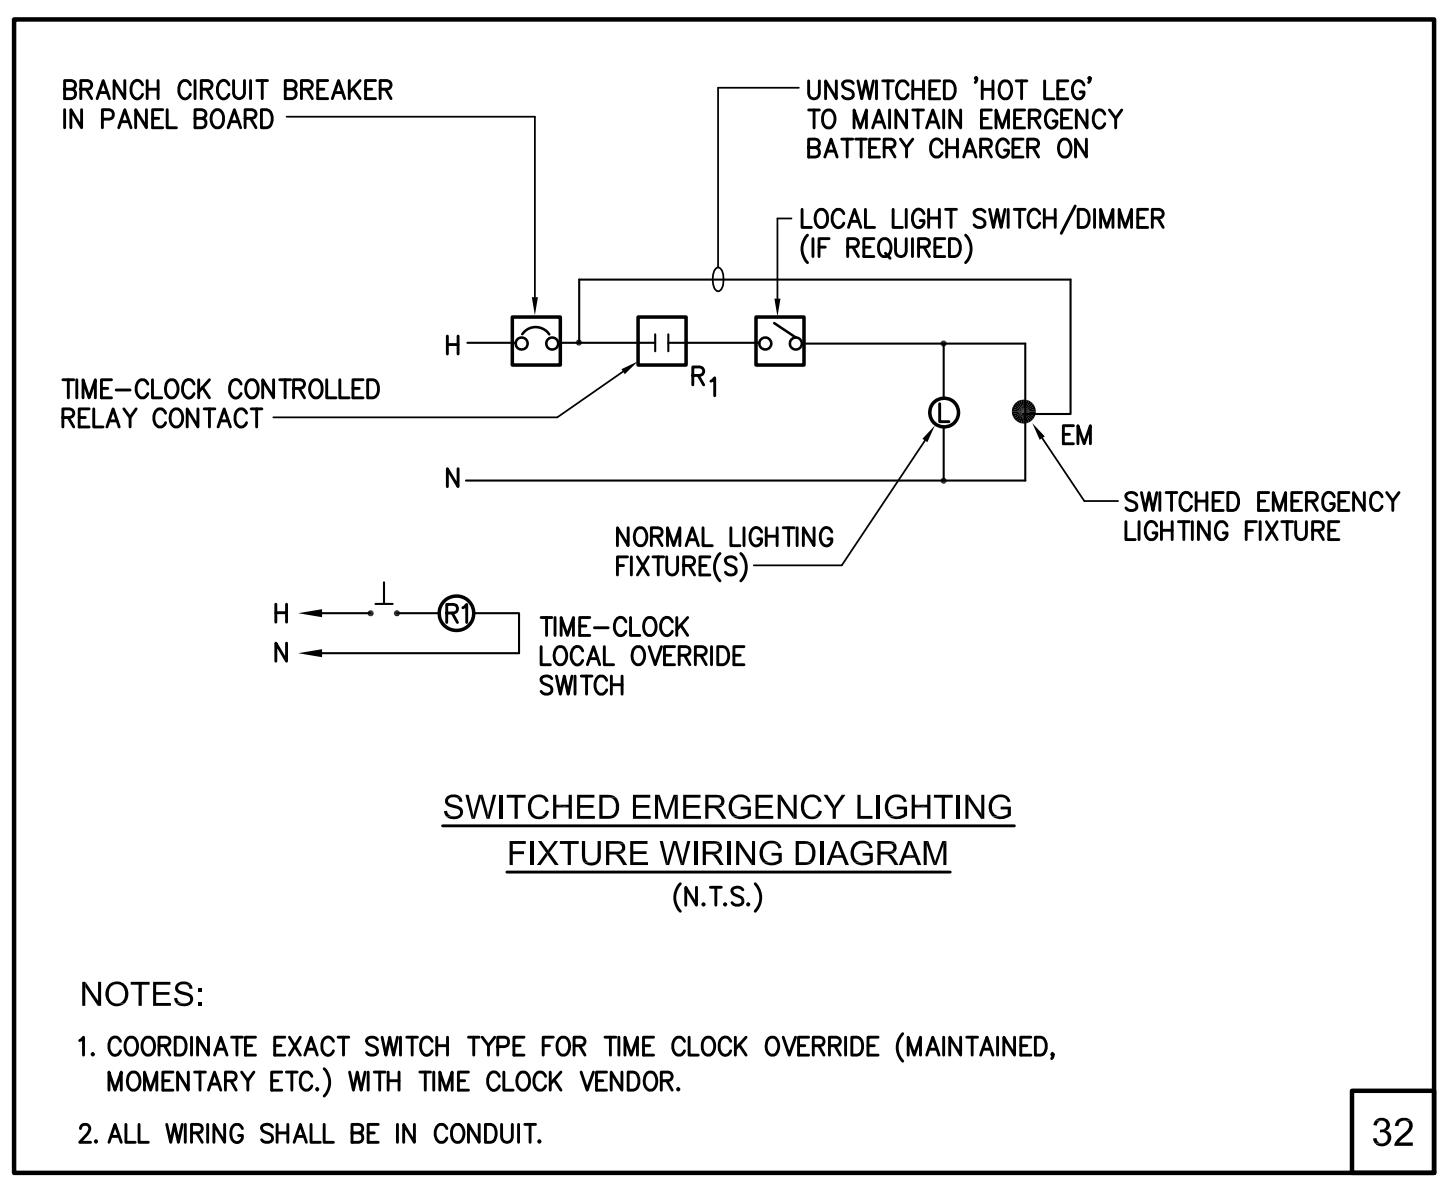 BRANCH CIRCUIT BREAKER
IN PANEL BOARD
UNSWITCHED 'HOT LEG'
TO MAINTAIN EMERGENCY
BATTERY CHARGER ON
LOCAL LIGHT SWITCH/DIMMER
(IF REQUIRED)
H
R1
TIME-CLOCK CONTROLLED
RELAY CONTACT
L
EM
N
SWITCHED EMERGENCY
LIGHTING FIXTURE
NORMAL LIGHTING
FIXTURE(S)
H
R1
N
TIME-CLOCK
LOCAL OVERRIDE
SWITCH
SWITCHED EMERGENCY LIGHTING
FIXTURE WIRING DIAGRAM
(N.T.S.)
NOTES:
1. COORDINATE EXACT SWITCH TYPE FOR TIME CLOCK OVERRIDE (MAINTAINED,
MOMENTARY ETC.) WITH TIME CLOCK VENDOR.
2. ALL WIRING SHALL BE IN CONDUIT.
32